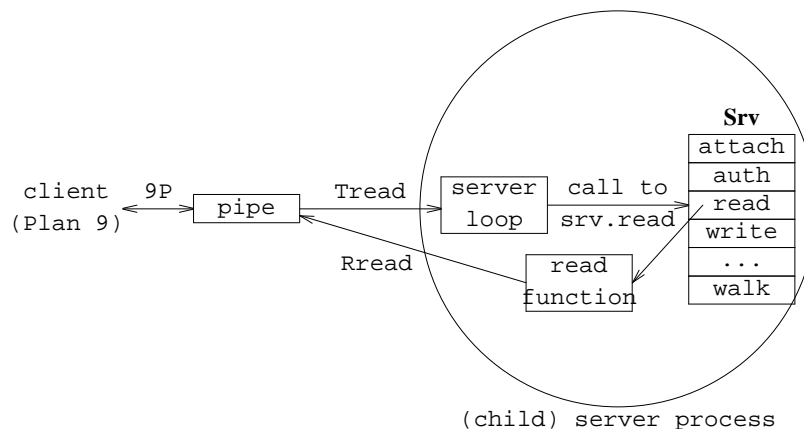 Srv
attach
auth
read
write
...
walk
client
(Plan 9)
9P
pipe
Tread
server
loop
call to
srv.read
Rread
read
function
(child) server process